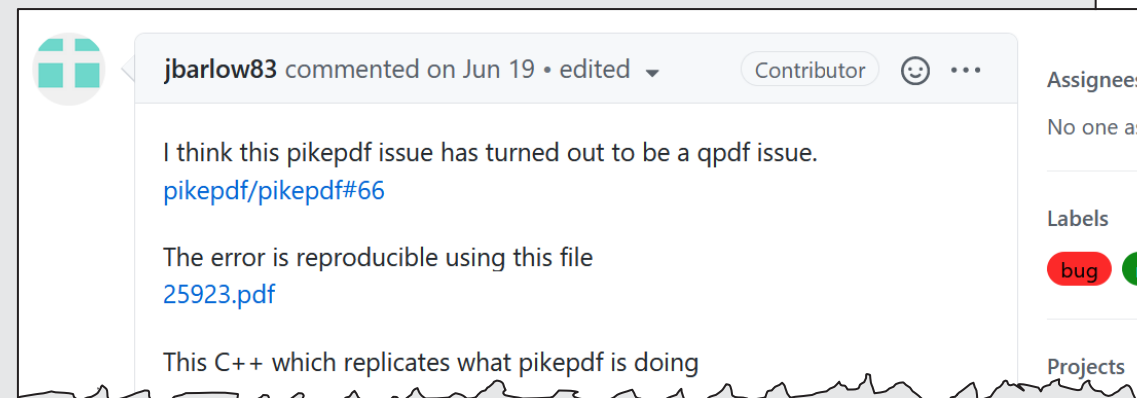 jbarlow83 commented on Jun 19 • edited
Contributor
I think this pikepdf issue has turned out to be a qpdf issue.
pikepdf/pikepdf#66
The error is reproducible using this file
25923.pdf
This C++ which replicates what pikepdf is doing
Assignees
No one
Labels
bug
Projects